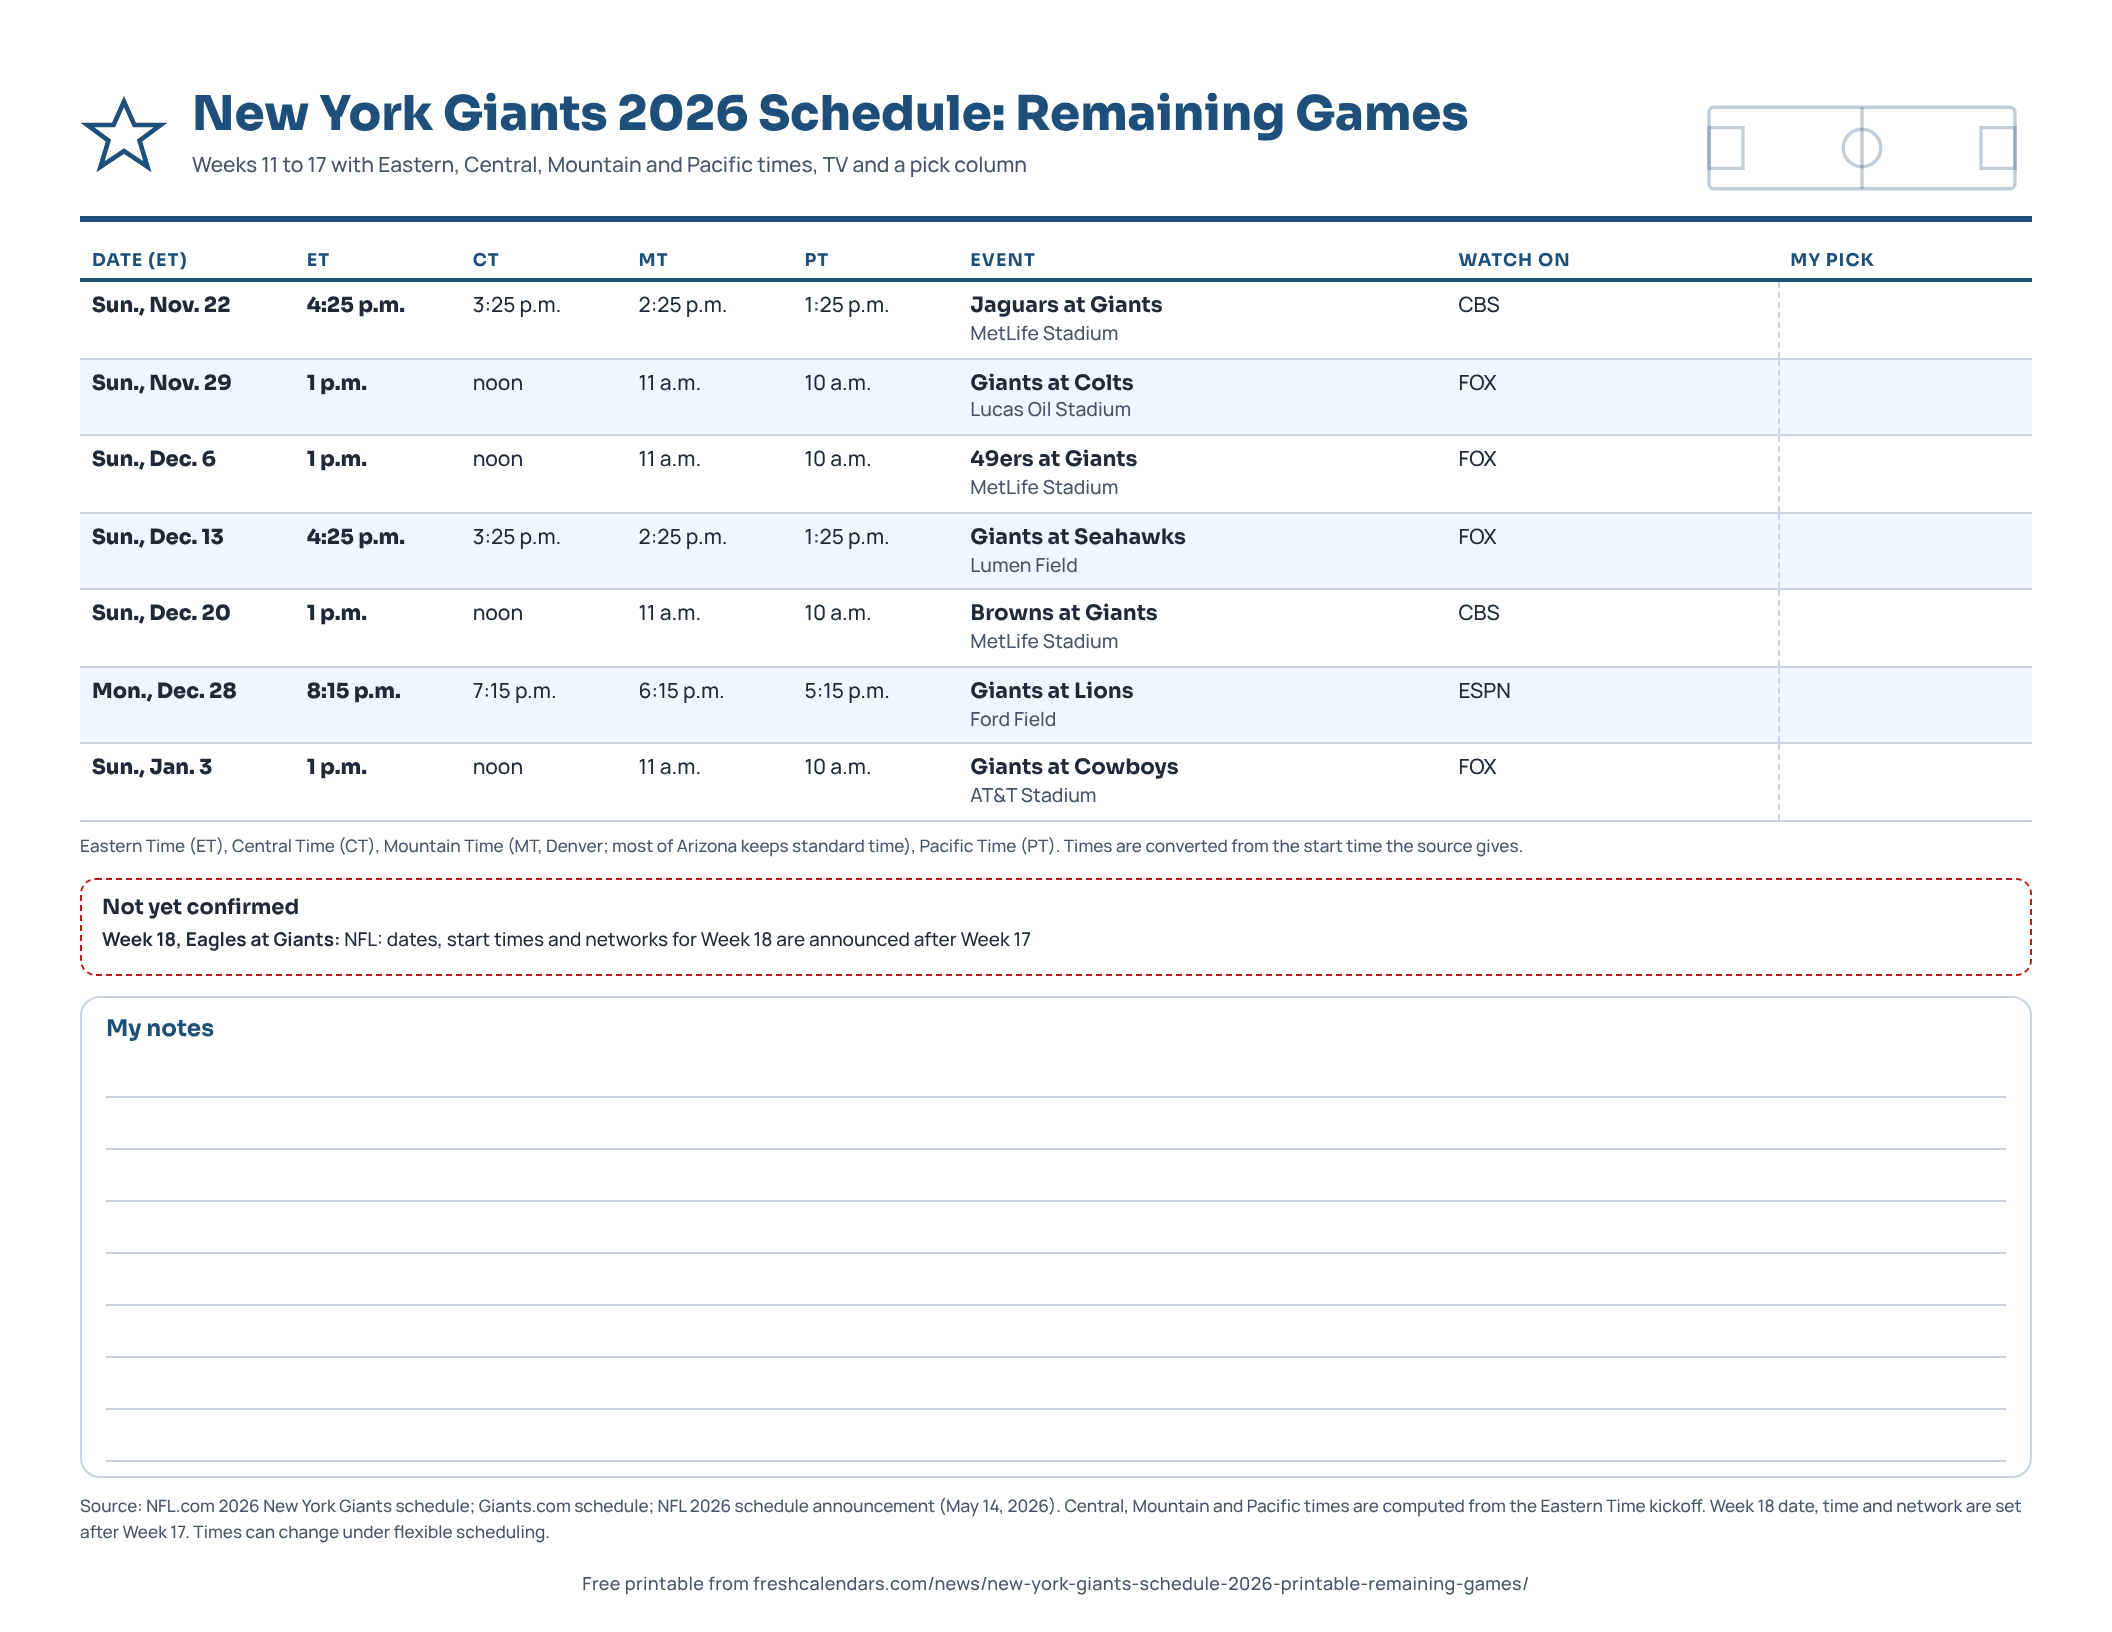 New York Giants 2026 Schedule: Remaining Games
Weeks 11 to 17 with Eastern, Central, Mountain and Pacific times, TV and a pick column
DATE (ET) ET CT MT PT EVENT WATCH ON MY PICK
Sun., Nov. 22 4:25 p.m. 3:25 p.m. 2:25 p.m. 1:25 p.m. Jaguars at Giants CBS
MetLife Stadium
Sun., Nov. 29 1 p.m. noon 11 a.m. 10 a.m. Giants at Colts FOX
Lucas Oil Stadium
Sun., Dec. 6 1 p.m. noon 11 a.m. 10 a.m. 49ers at Giants FOX
MetLife Stadium
Sun., Dec. 13 4:25 p.m. 3:25 p.m. 2:25 p.m. 1:25 p.m. Giants at Seahawks FOX
Lumen Field
Sun., Dec. 20 1 p.m. noon 11 a.m. 10 a.m. Browns at Giants CBS
MetLife Stadium
Mon., Dec. 28 8:15 p.m. 7:15 p.m. 6:15 p.m. 5:15 p.m. Giants at Lions ESPN
Ford Field
Sun., Jan. 3 1 p.m. noon 11 a.m. 10 a.m. Giants at Cowboys FOX
AT&T Stadium
Eastern Time (ET), Central Time (CT), Mountain Time (MT, Denver; most of Arizona keeps standard time), Pacific Time (PT). Times are converted from the start time the source gives.
Not yet confirmed
Week 18, Eagles at Giants: NFL: dates, start times and networks for Week 18 are announced after Week 17
My notes
Source: NFL.com 2026 New York Giants schedule; Giants.com schedule; NFL 2026 schedule announcement (May 14, 2026). Central, Mountain and Pacific times are computed from the Eastern Time kickoff. Week 18 date, time and network are set
after Week 17. Times can change under flexible scheduling.
Free printable from freshcalendars.com/news/new-york-giants-schedule-2026-printable-remaining-games/